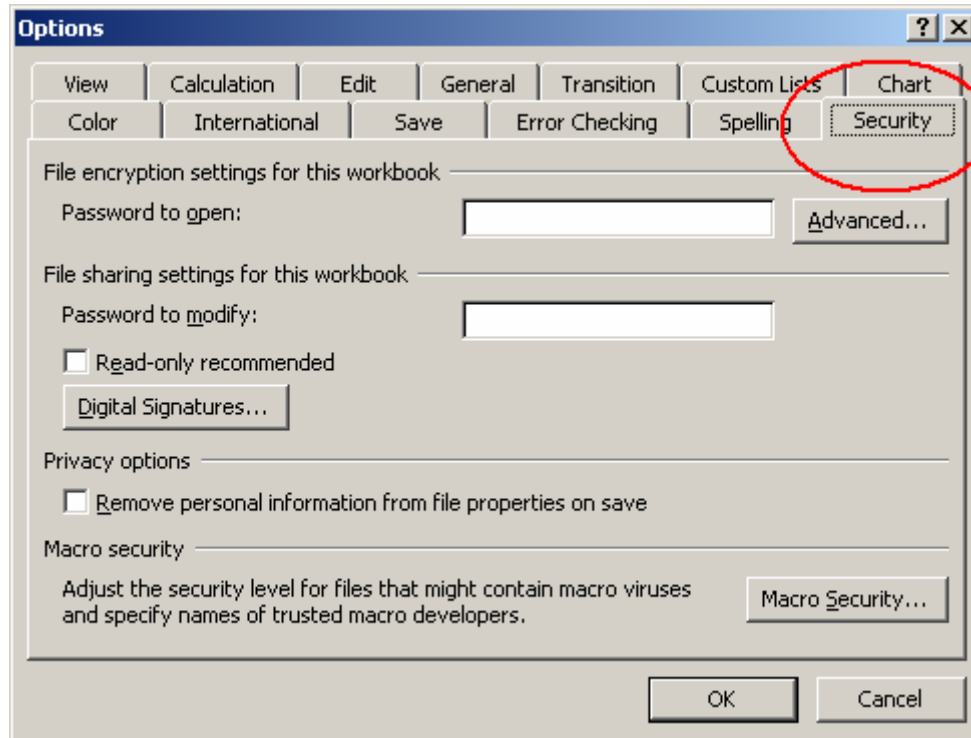 Options
View Calculation Edit General Transition Custom Lists Chart
Color International Save Error Checking Spelling Security
File encryption settings for this workbook
Password to open: Advanced...
File sharing settings for this workbook
Password to modify:
Read-only recommended
Digital Signatures...
Privacy options
Remove personal information from file properties on save
Macro security
Adjust the security level for files that might contain macro viruses
and specify names of trusted macro developers.
Macro Security...
OK Cancel